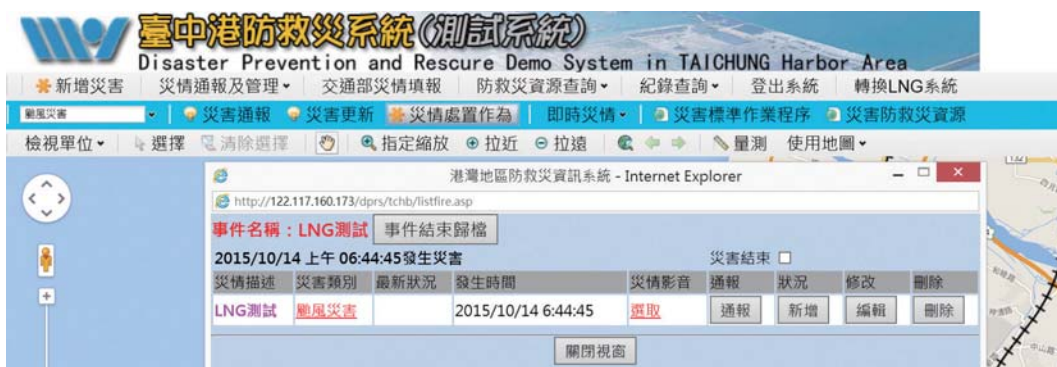 臺中港防救災系統(測試系統)
Disaster Prevention and Rescure Demo System in TAICHUNG Harbor Area
新增災害 災情通報及管理 交通部災情填報 防救災資源查詢 紀錄查詢 登出系統 轉換LNG系統
颱風災害 災害通報 災害更新 災情處置作為 即時災情 災害標準作業程序 災害防救災資源
檢視單位 選擇 清除選擇 指定縮放 拉近 拉遠 量測 使用地圖
港灣地區防救災資訊系統 - Internet Explorer
http://122.117.160.173/dprs/tchb/listfire.asp
事件名稱：LNG測試 事件結束歸檔
2015/10/14 上午 06:44:45發生災害 災害結束
災情描述 災害類別 最新狀況 發生時間 災情影音 通報 狀況 修改 刪除
LNG測試 颱風災害 2015/10/14 6:44:45 選取 通報 新增 編輯 刪除
關閉視窗